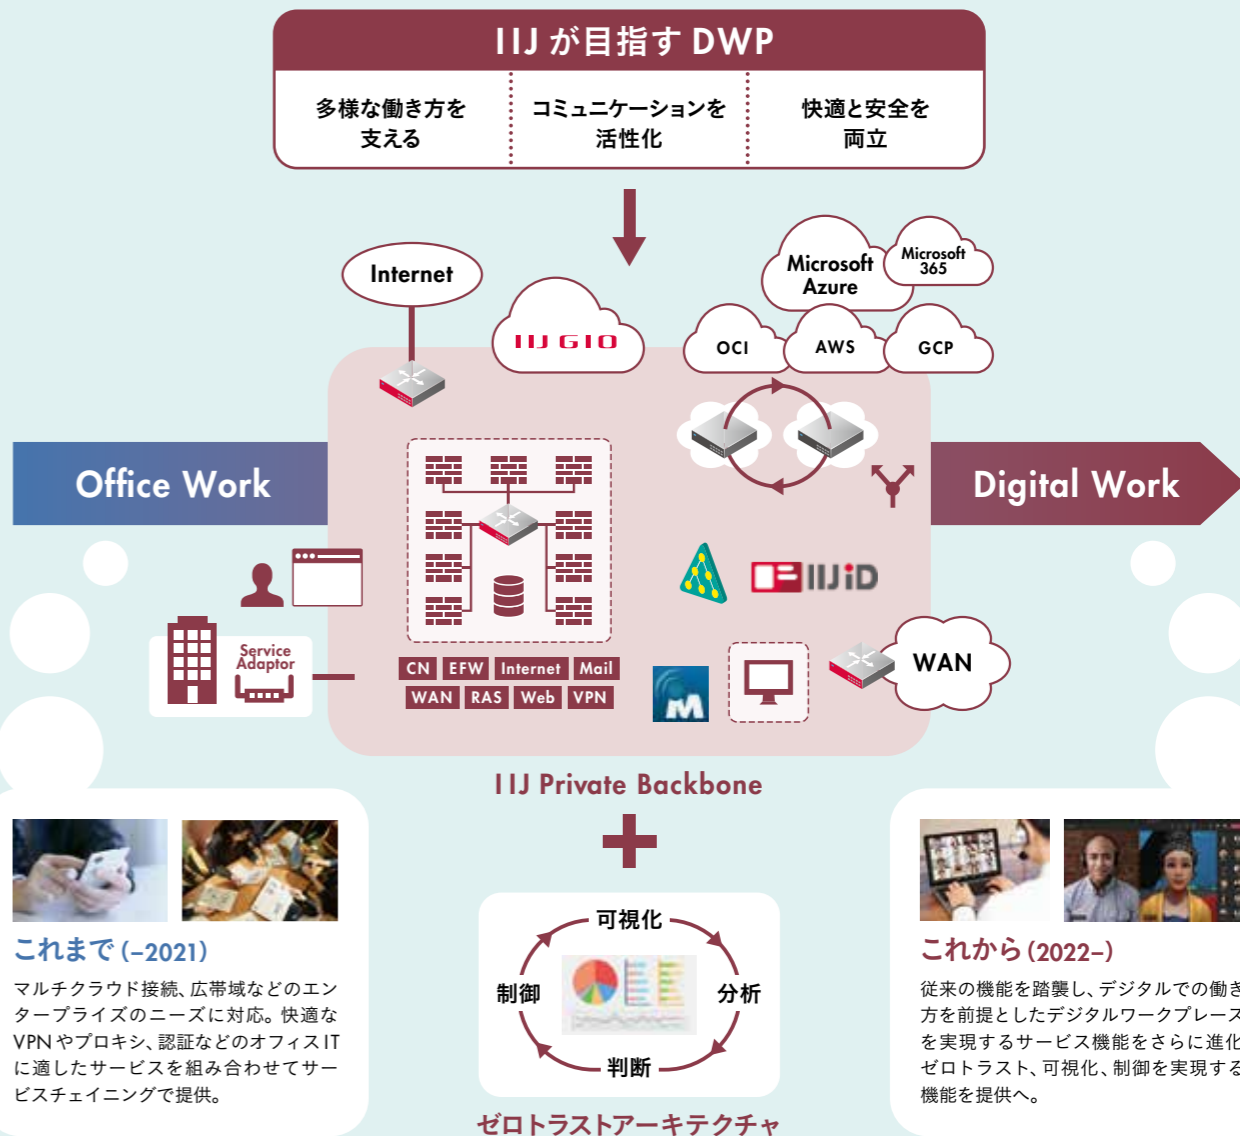 IIJ が目指す DWP
多様な働き方を
支える
コミュニケーションを
活性化
快適と安全を
両立
Internet
IIJ GIO
Microsoft
Azure
Microsoft
365
OCI
AWS
GCP
Office Work
Digital Work
IIJiD
Service
Adaptor
CN EFW Internet Mail
WAN RAS Web VPN
M
WAN
IIJ Private Backbone
これまで(–2021)
マルチクラウド接続、広帯域などのエン
タープライズのニーズに対応。快適な
VPNやプロキシ、認証などのオフィスIT
に適したサービスを組み合わせてサー
ビスチェイニングで提供。
可視化
制御
分析
判断
ゼロトラストアーキテクチャ
これから(2022–)
従来の機能を踏襲し、デジタルでの働き
方を前提としたデジタルワークプレース
を実現するサービス機能をさらに進化
ゼロトラスト、可視化、制御を実現する
機能を提供へ。